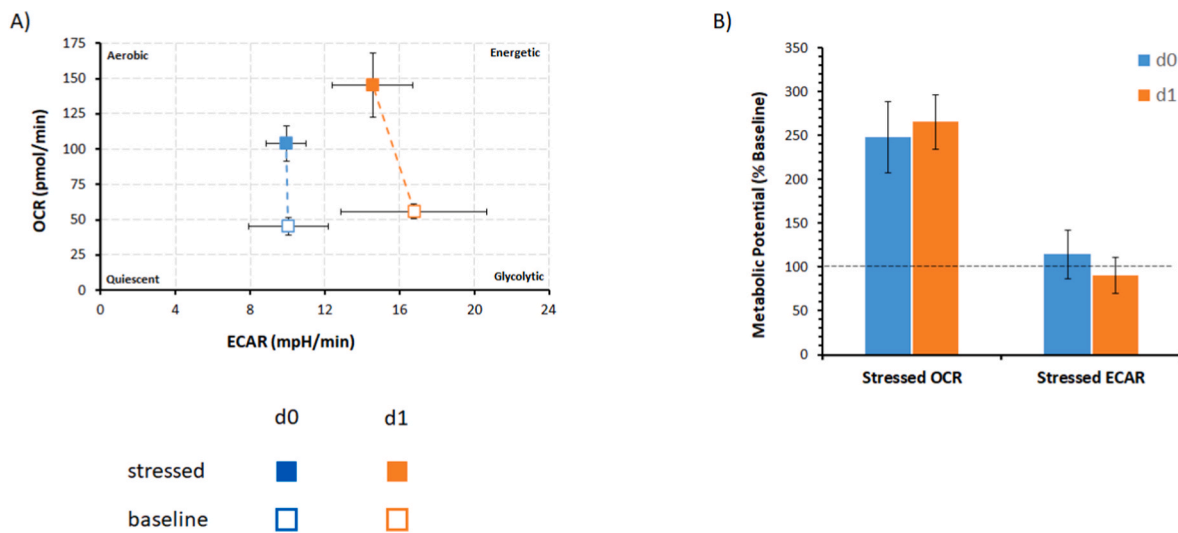 A)
Aerobic
Energetic
Quiescent
Glycolytic
OCR (pmol/min)
175
150
125
100
75
50
25
0
0 4 8 12 16 20 24
ECAR (mpH/min)
d0 d1
stressed
baseline
B)
Metabolic Potential (% Baseline)
350
300
250
200
150
100
50
0
d0
d1
Stressed OCR Stressed ECAR